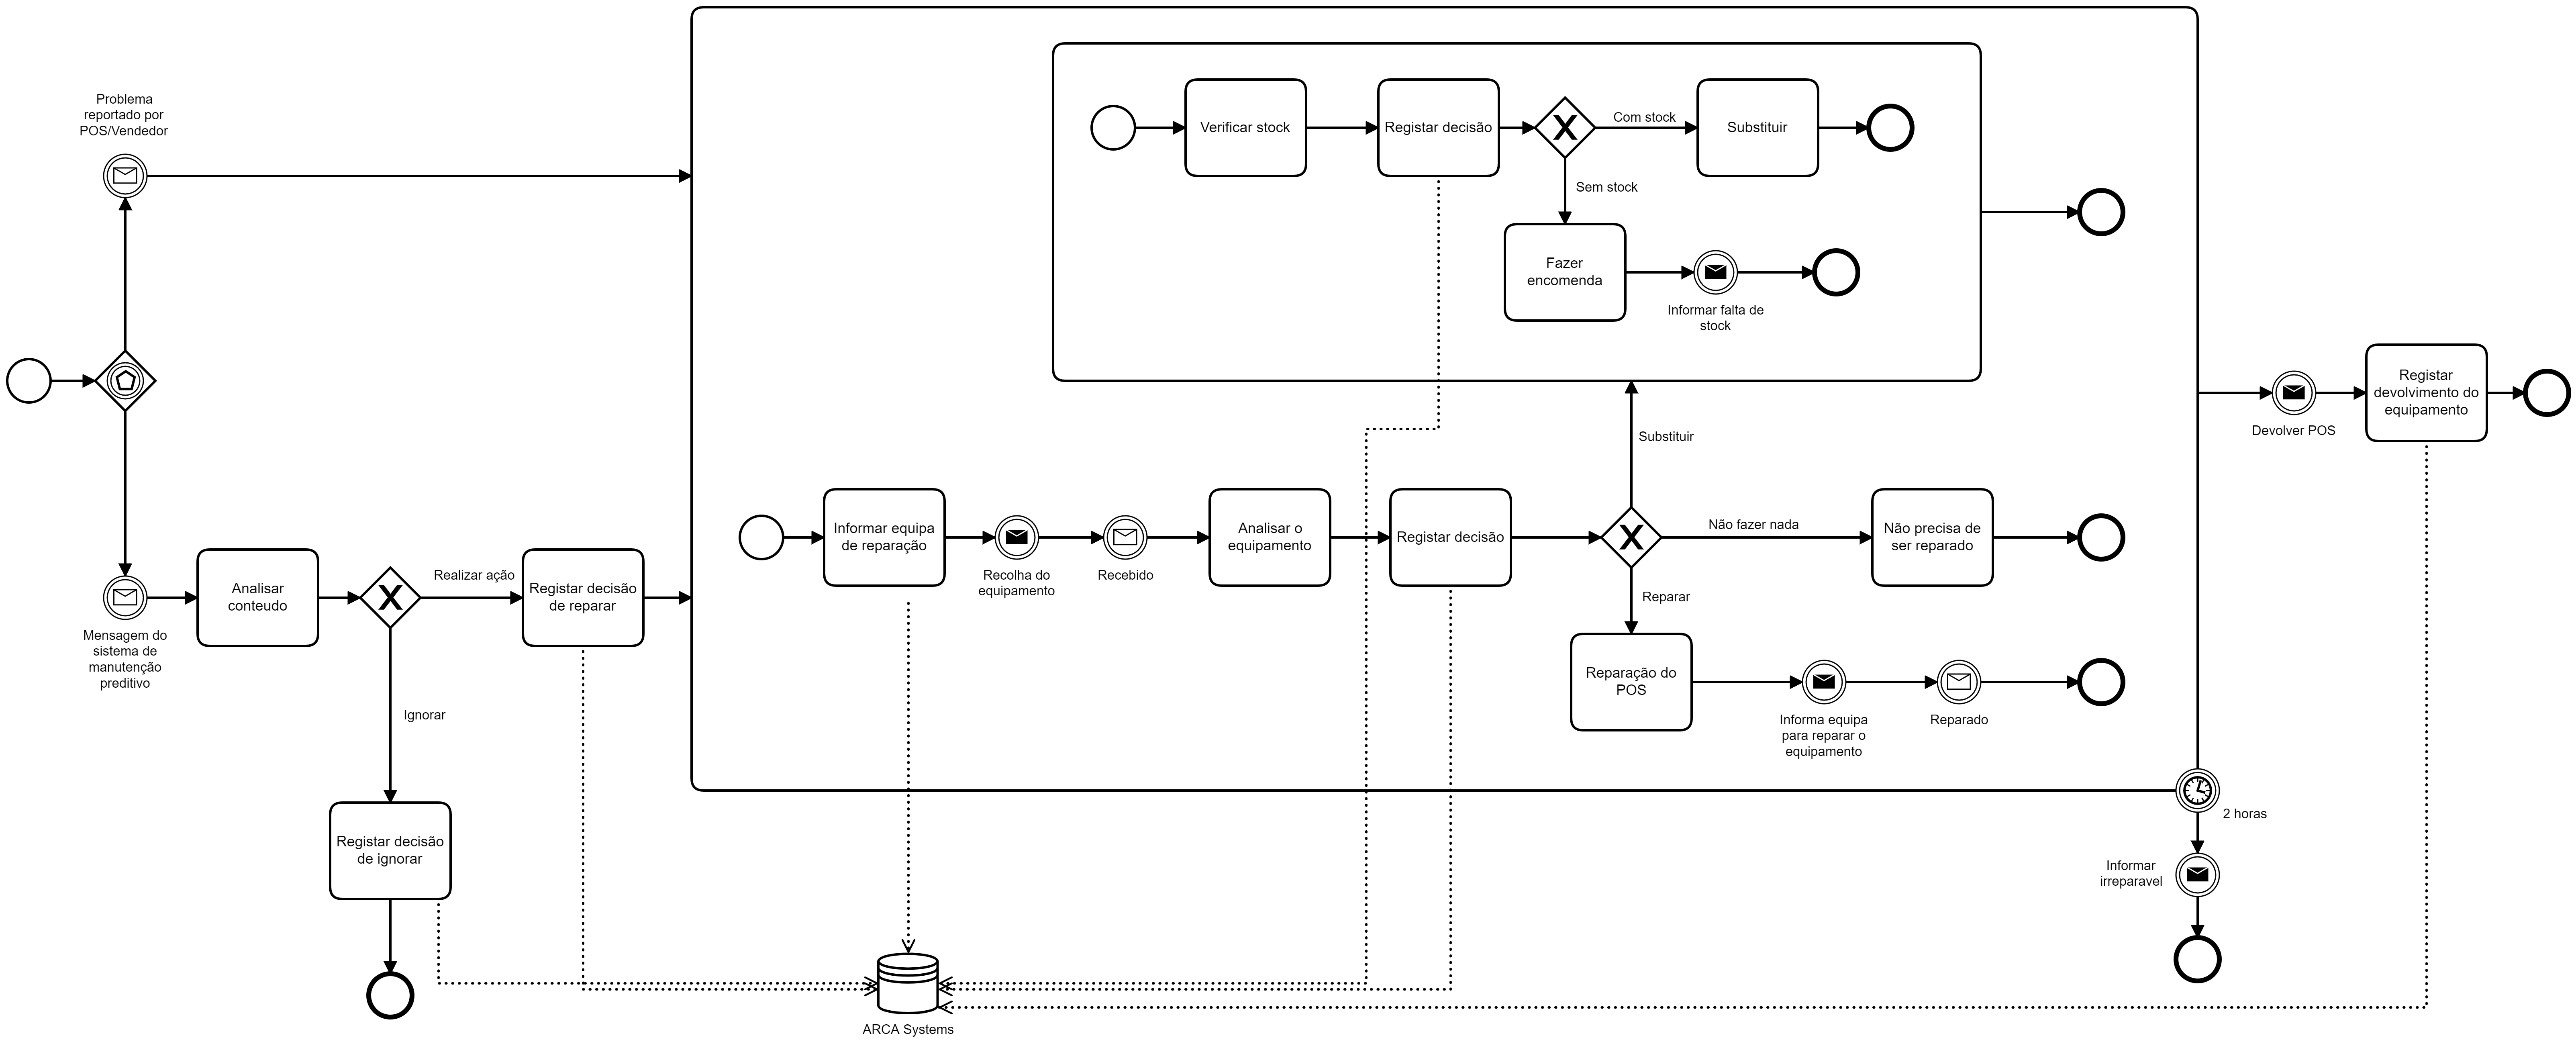 Problema
reportado por
POS/Vendedor
Verificar stock
Registar decisão
Com stock
Substituir
Sem stock
Fazer
encomenda
Informar falta de
stock
Registar
devolvimento do
equipamento
Devolver POS
Substituir
Informar equipa
de reparação
Recolha do
equipamento
Recebido
Analisar o
equipamento
Registar decisão
Não fazer nada
Não precisa de
ser reparado
Analisar
conteudo
Realizar ação
Registar decisão
de reparar
Reparar
Mensagem do
sistema de
manutenção
preditivo
Reparação do
POS
Informa equipa
para reparar o
equipamento
Reparado
Ignorar
2 horas
Registar decisão
de ignorar
Informar
irreparavel
ARCA Systems